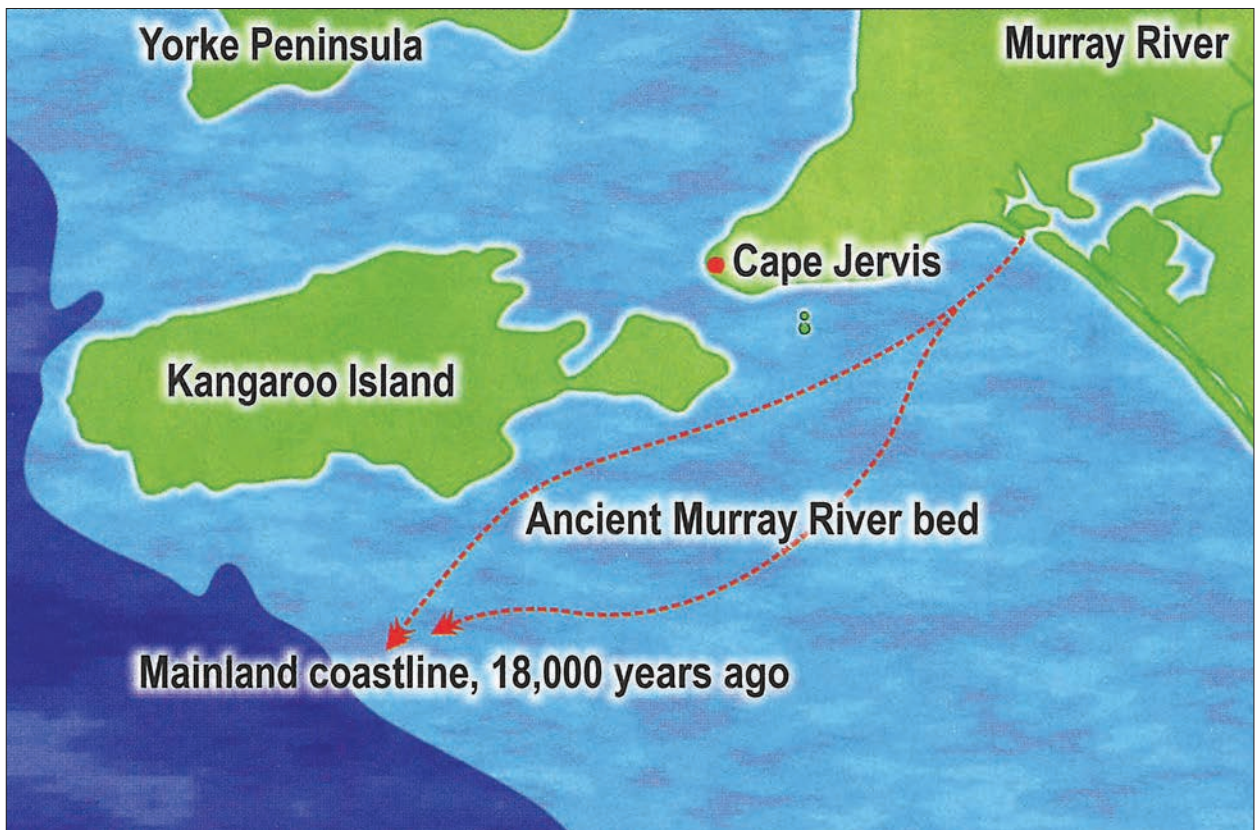 Yorke Peninsula
Murray River
Cape Jervis
Kangaroo Island
Ancient Murray River bed
Mainland coastline, 18,000 years ago